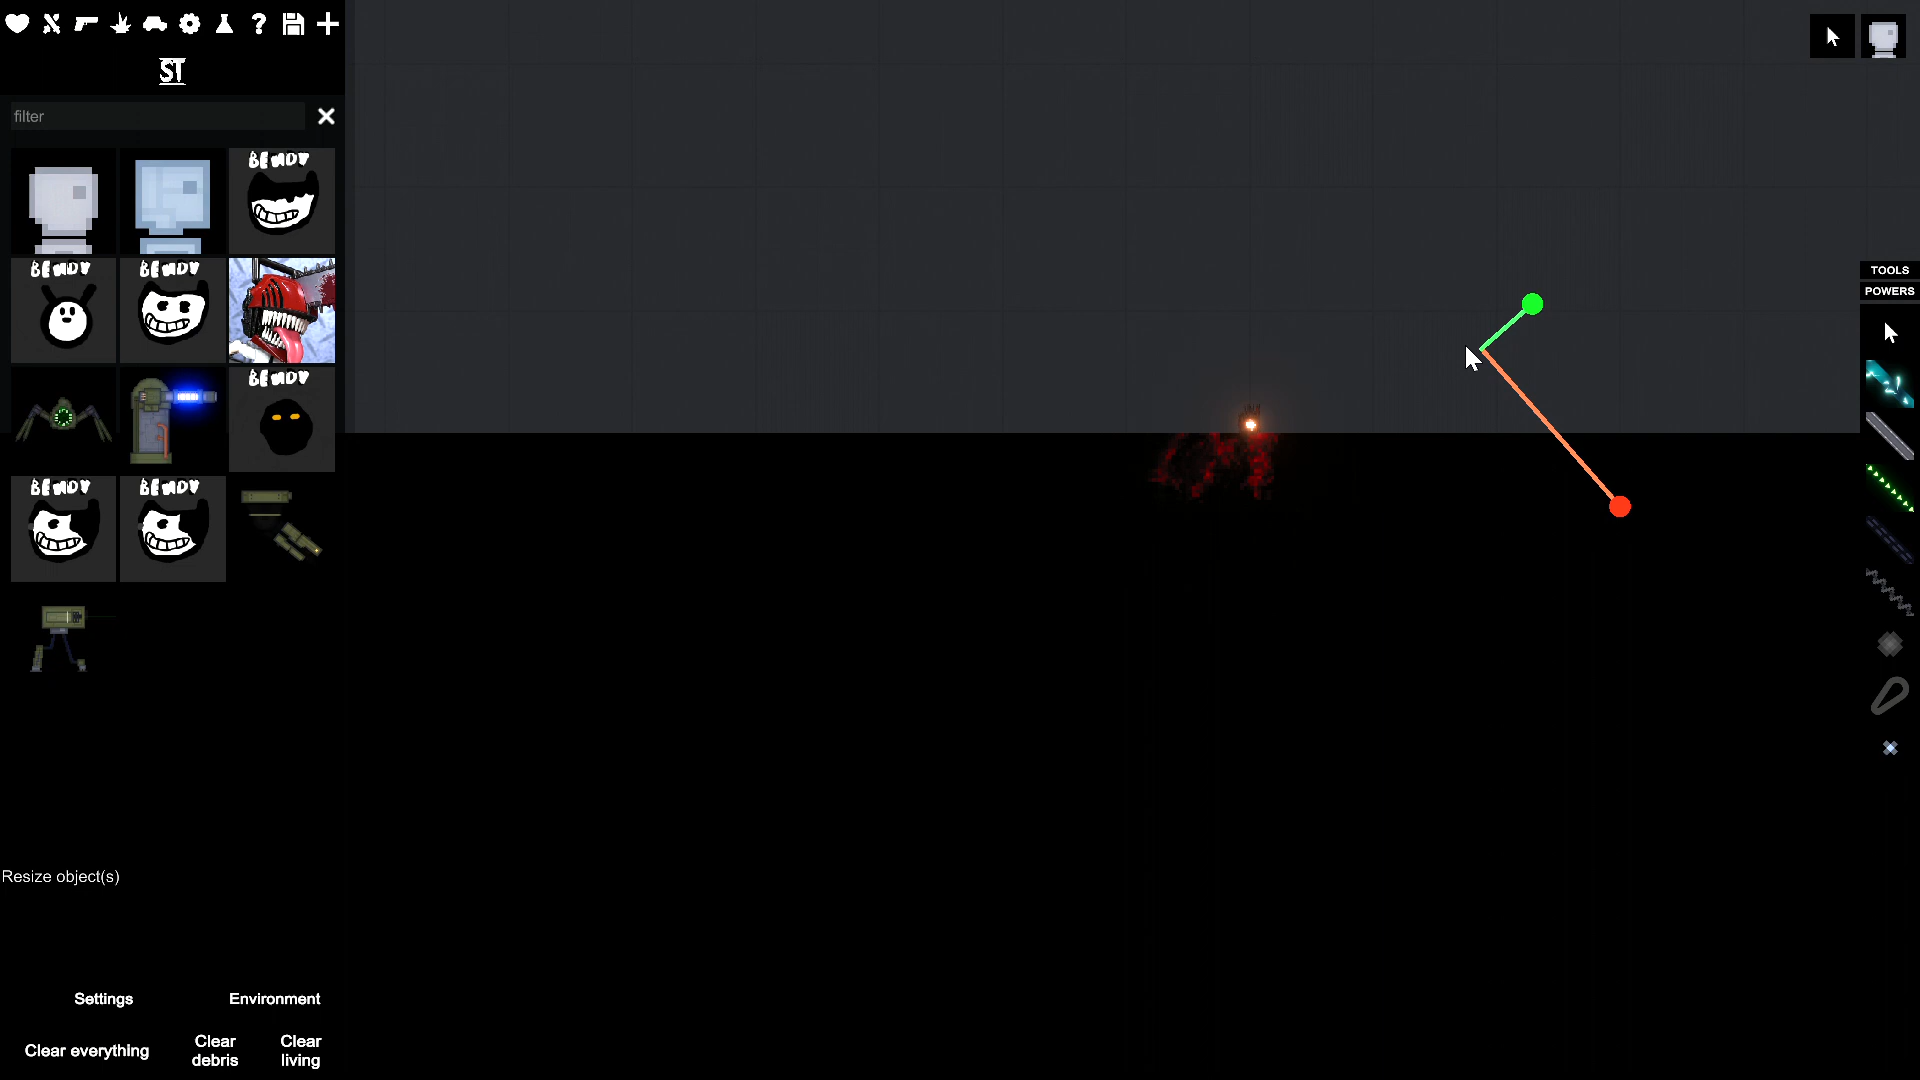 ST
filter
BENDY
BENDY
BENDY
BENDY
BENDY
BENDY
TOOLS
POWERS
Resize object(s)
Settings
Environment
Clear everything
Clear
debris
Clear
living